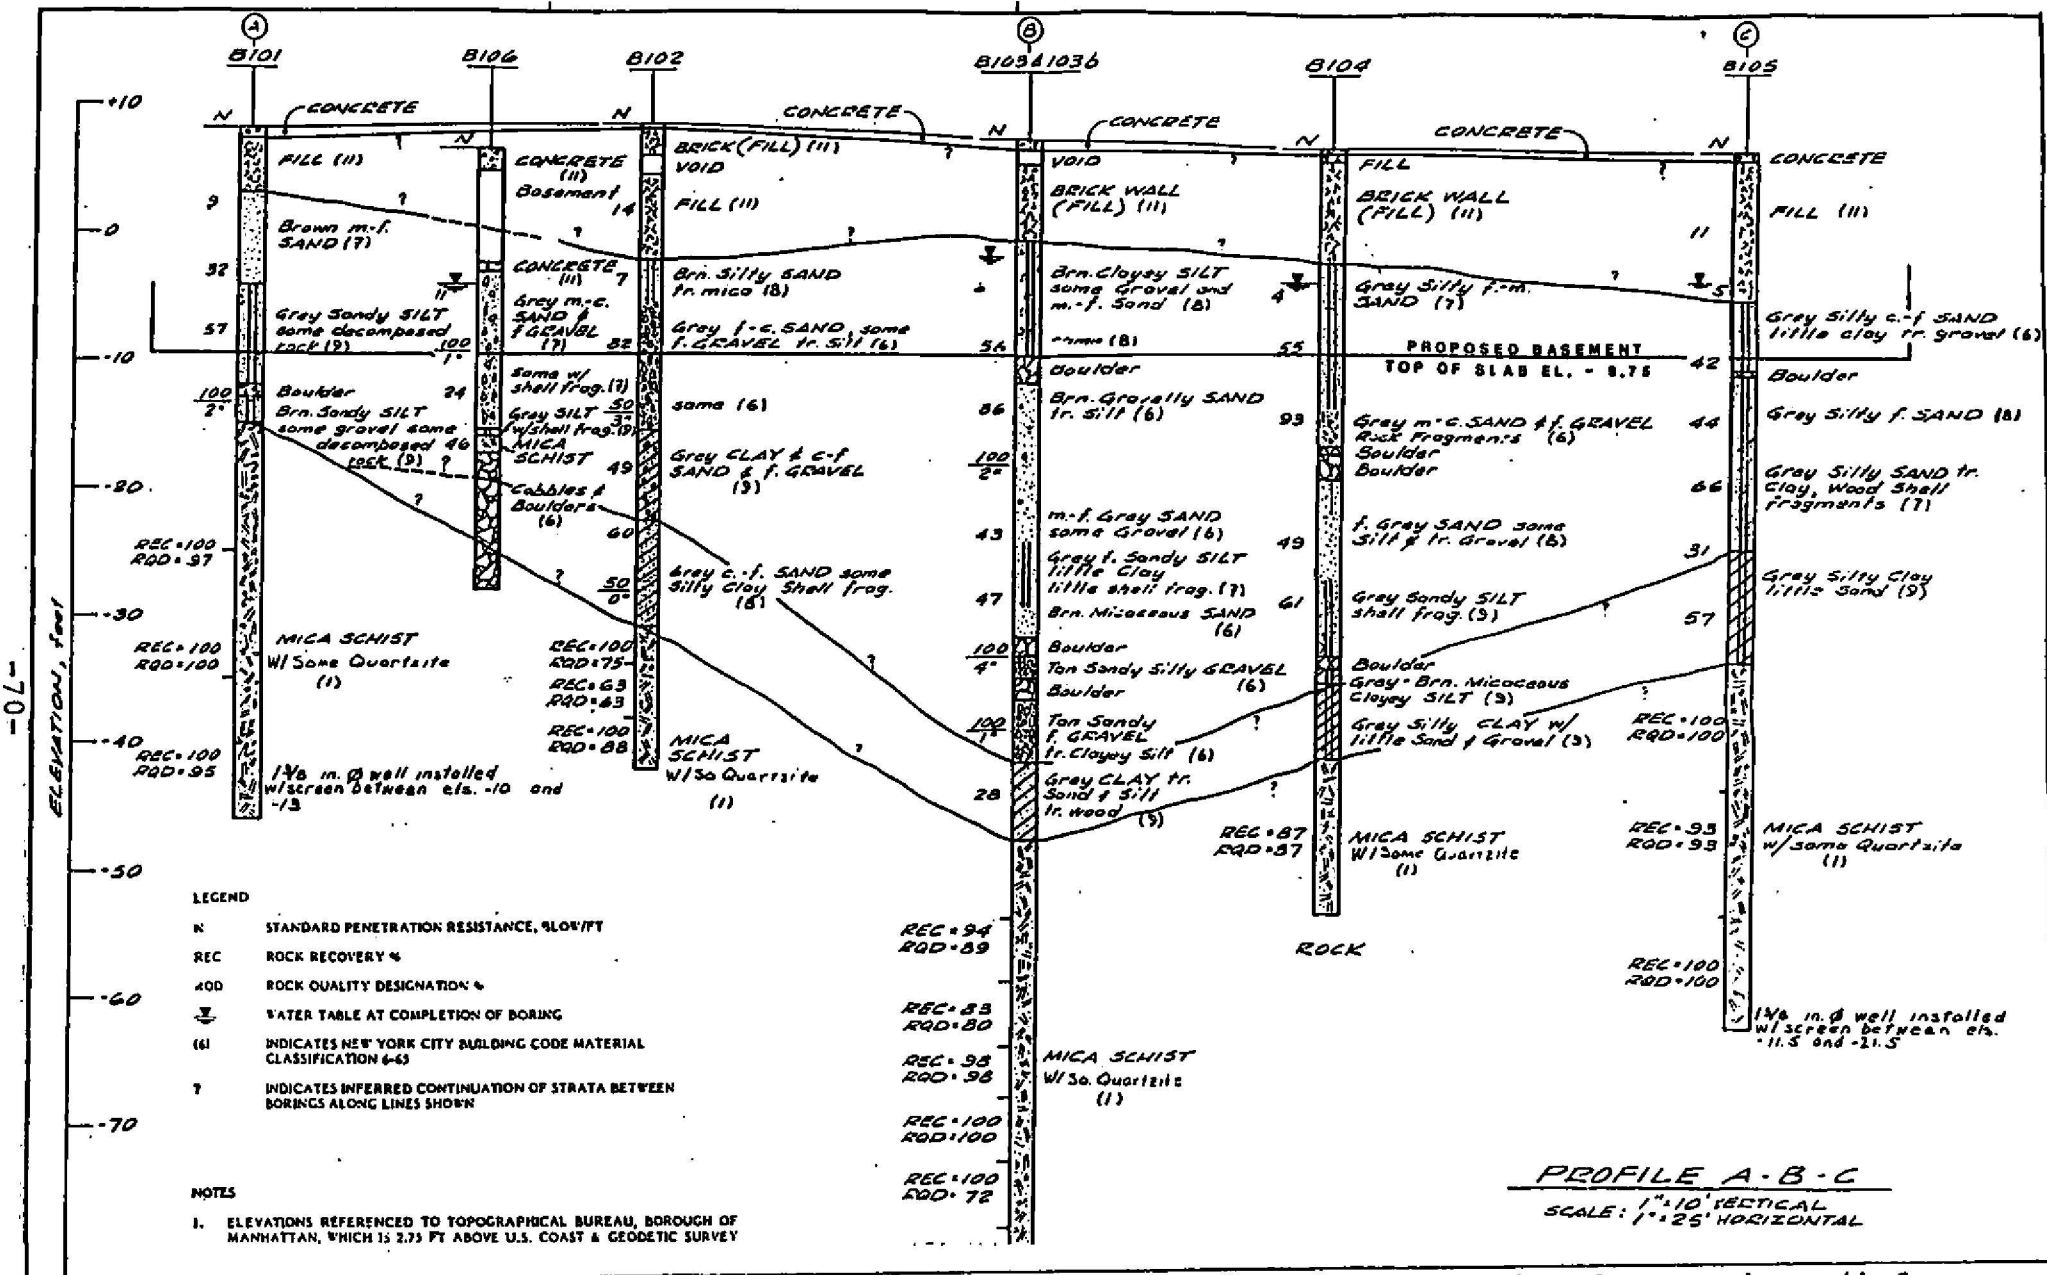 A
B
C
B101
B106
B102
B103&103b
B104
B105
+10
0
-10
-20
-30
-40
-50
-60
-70
ELEVATION, feet
-70-
N
CONCRETE
FILL (11)
9
Brown m-f.
SAND (7)
32
57
Grey Sandy SILT
some decomposed
rock (9)
100
2"
Boulder
Brn. Sandy SILT
some gravel some
decomposed
rock (9)
REC=100
RQD=97
REC=100
RQD=100
MICA SCHIST
W/ Some Quartzite
(1)
REC=100
RQD=95
1 3/8 in. Ø well installed
w/screen between els. -10 and
-13
N
CONCRETE
(11)
Basement
CONCRETE
(11)
11
Grey m-c.
SAND &
f GRAVEL
(7)
100
1"
24
Same w/
shell frag. (7)
Grey SILT
w/shell frag. (9)
46
MICA
SCHIST
Cobbles &
Boulders
(6)
N
BRICK (FILL) (11)
VOID
14
FILL (11)
7
Brn. Silty SAND
tr. mica (8)
82
Grey f-c. SAND, some
f. GRAVEL tr. Silt (6)
50
3"
same (6)
49
Grey CLAY & c-f
SAND & f. GRAVEL
(9)
60
50
0"
Grey c.-f. SAND some
Silty Clay Shell frag.
(8)
REC=100
RQD=75
REC=63
RQD=63
REC=100
RQD=88
MICA
SCHIST
W/So Quartzite
(1)
CONCRETE
N
CONCRETE
VOID
BRICK WALL
(FILL) (11)
Brn. Clayey SILT
some Gravel and
m.-f. Sand (8)
56
(8)
Boulder
86
Brn. Gravelly SAND
tr. Silt (6)
100
2"
43
m-f. Gray SAND
some Gravel (6)
Grey f. Sandy SILT
little Clay
little shell frag. (7)
47
Brn. Micaceous SAND
(6)
100
4"
Boulder
Tan Sandy Silty GRAVEL
(6)
Boulder
100
1"
Tan Sandy
f. GRAVEL
tr. Clayey Silt (6)
28
Grey CLAY tr.
Sand & Silt
tr. wood (9)
REC=94
RQD=89
REC=83
RQD=80
REC=98
RQD=98
MICA SCHIST
W/So. Quartzite
(1)
REC=100
RQD=100
REC=100
RQD=72
N
CONCRETE
FILL
BRICK WALL
(FILL) (11)
4
Gray Silty f.-m.
SAND (7)
55
PROPOSED BASEMENT
TOP OF SLAB EL. - 9.75
93
Grey m-c. SAND & f. GRAVEL
Rock Fragments (6)
Boulder
Boulder
49
f. Gray SAND some
Silt & tr. Gravel (8)
61
Grey Sandy SILT
shell frag. (9)
Boulder
Gray-Brn. Micaceous
Clayey SILT (9)
Grey Silty CLAY w/
little Sand & Gravel (9)
REC=87
RQD=87
MICA SCHIST
W/Some Quartzite
(1)
ROCK
N
CONCRETE
11
FILL (11)
5
Grey Silty c.-f SAND
little clay tr. gravel (6)
42
Boulder
44
Gray Silty f. SAND (8)
66
Gray Silty SAND tr.
Clay, Wood Shell
fragments (7)
31
Gray Silty Clay
little Sand (9)
57
REC=100
RQD=100
REC=93
RQD=93
MICA SCHIST
w/ some Quartzite
(1)
REC=100
RQD=100
1 3/8 in. Ø well installed
w/ screen between els.
-11.5 and -21.5
LEGEND
N STANDARD PENETRATION RESISTANCE, BLOW/FT
REC ROCK RECOVERY %
RQD ROCK QUALITY DESIGNATION %
WATER TABLE AT COMPLETION OF BORING
(6) INDICATES NEW YORK CITY BUILDING CODE MATERIAL
CLASSIFICATION 6-65
? INDICATES INFERRED CONTINUATION OF STRATA BETWEEN
BORINGS ALONG LINES SHOWN
NOTES
1. ELEVATIONS REFERENCED TO TOPOGRAPHICAL BUREAU, BOROUGH OF
MANHATTAN, WHICH IS 2.75 FT ABOVE U.S. COAST & GEODETIC SURVEY
PROFILE A-B-C
SCALE: 1"=10' VERTICAL
1"=25' HORIZONTAL